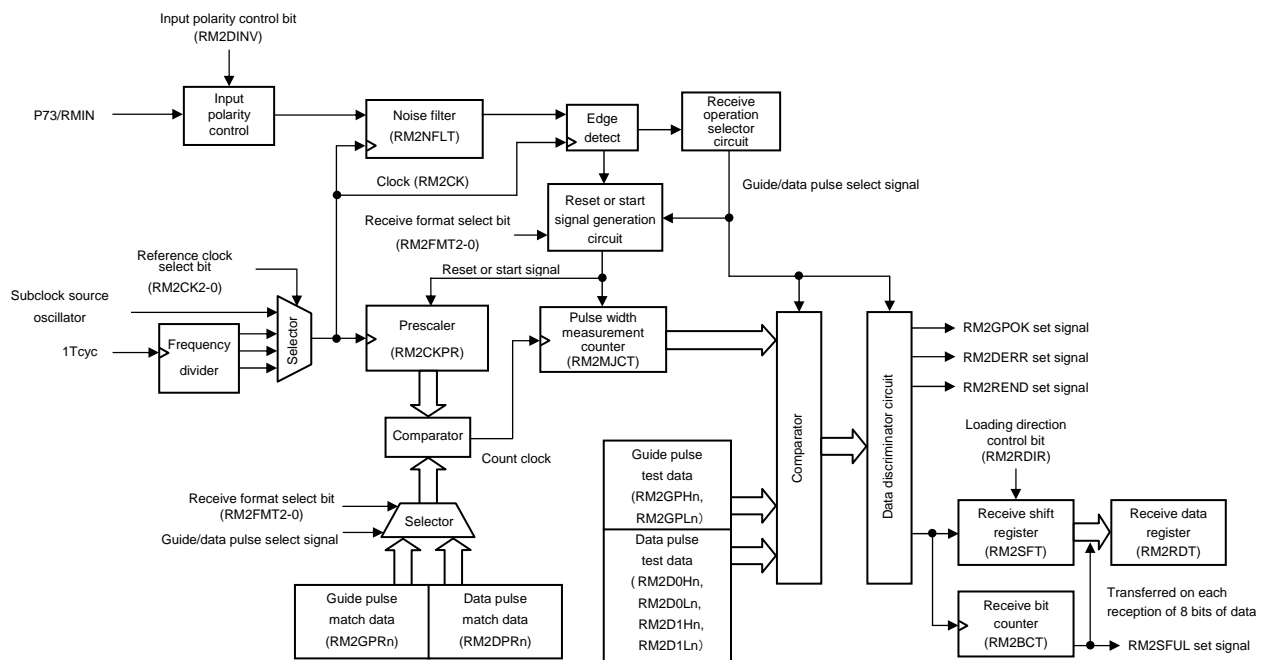 Input polarity control bit
(RM2DINV)
P73/RMIN
Input
polarity
control
Noise filter
(RM2NFLT)
Edge
detect
Receive
operation
selector
circuit
Clock (RM2CK)
Guide/data pulse select signal
Receive format select bit
(RM2FMT2-0)
Reset or start
signal generation
circuit
Reference clock
select bit
(RM2CK2-0)
Reset or start signal
Subclock source
oscillator
1Tcyc
Frequency
divider
Selector
Prescaler
(RM2CKPR)
Pulse width
measurement
counter
(RM2MJCT)
Comparator
Count clock
Receive format select bit
(RM2FMT2-0)
Guide/data pulse select signal
Selector
Guide pulse
match data
(RM2GPRn)
Data pulse
match data
(RM2DPRn)
Guide pulse
test data
(RM2GPHn,
RM2GPLn)
Data pulse
test data
(RM2D0Hn,
RM2D0Ln,
RM2D1Hn,
RM2D1Ln)
Comparator
Data discriminator circuit
RM2GPOK set signal
RM2DERR set signal
RM2REND set signal
Loading direction
control bit
(RM2RDIR)
Receive shift
register
(RM2SFT)
Receive data
register
(RM2RDT)
Transferred on each
reception of 8 bits of data
Receive bit
counter
(RM2BCT)
RM2SFUL set signal